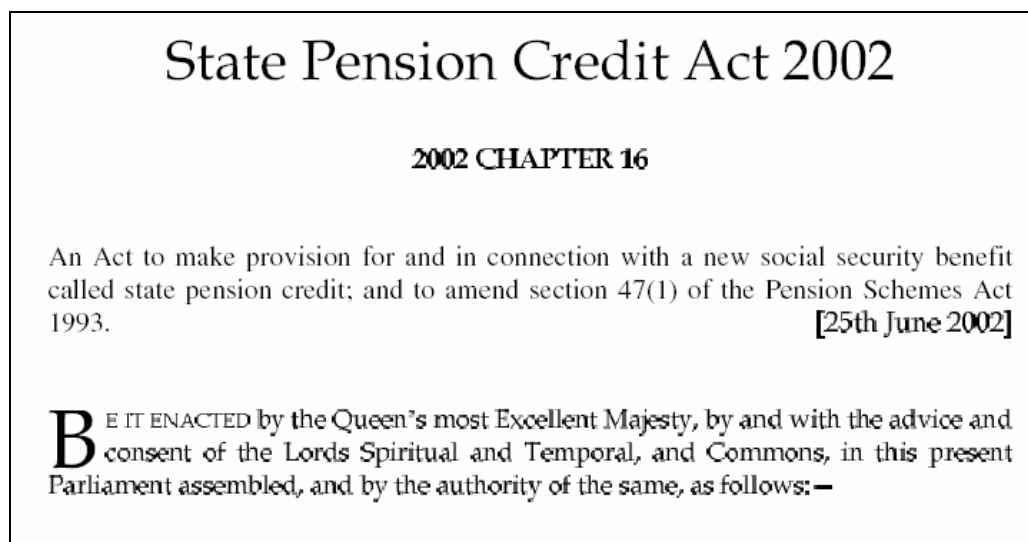 State Pension Credit Act 2002
2002 CHAPTER 16
An Act to make provision for and in connection with a new social security benefit
called state pension credit; and to amend section 47(1) of the Pension Schemes Act
1993. [25th June 2002]
BE IT ENACTED by the Queen's most Excellent Majesty, by and with the advice and
consent of the Lords Spiritual and Temporal, and Commons, in this present
Parliament assembled, and by the authority of the same, as follows:—